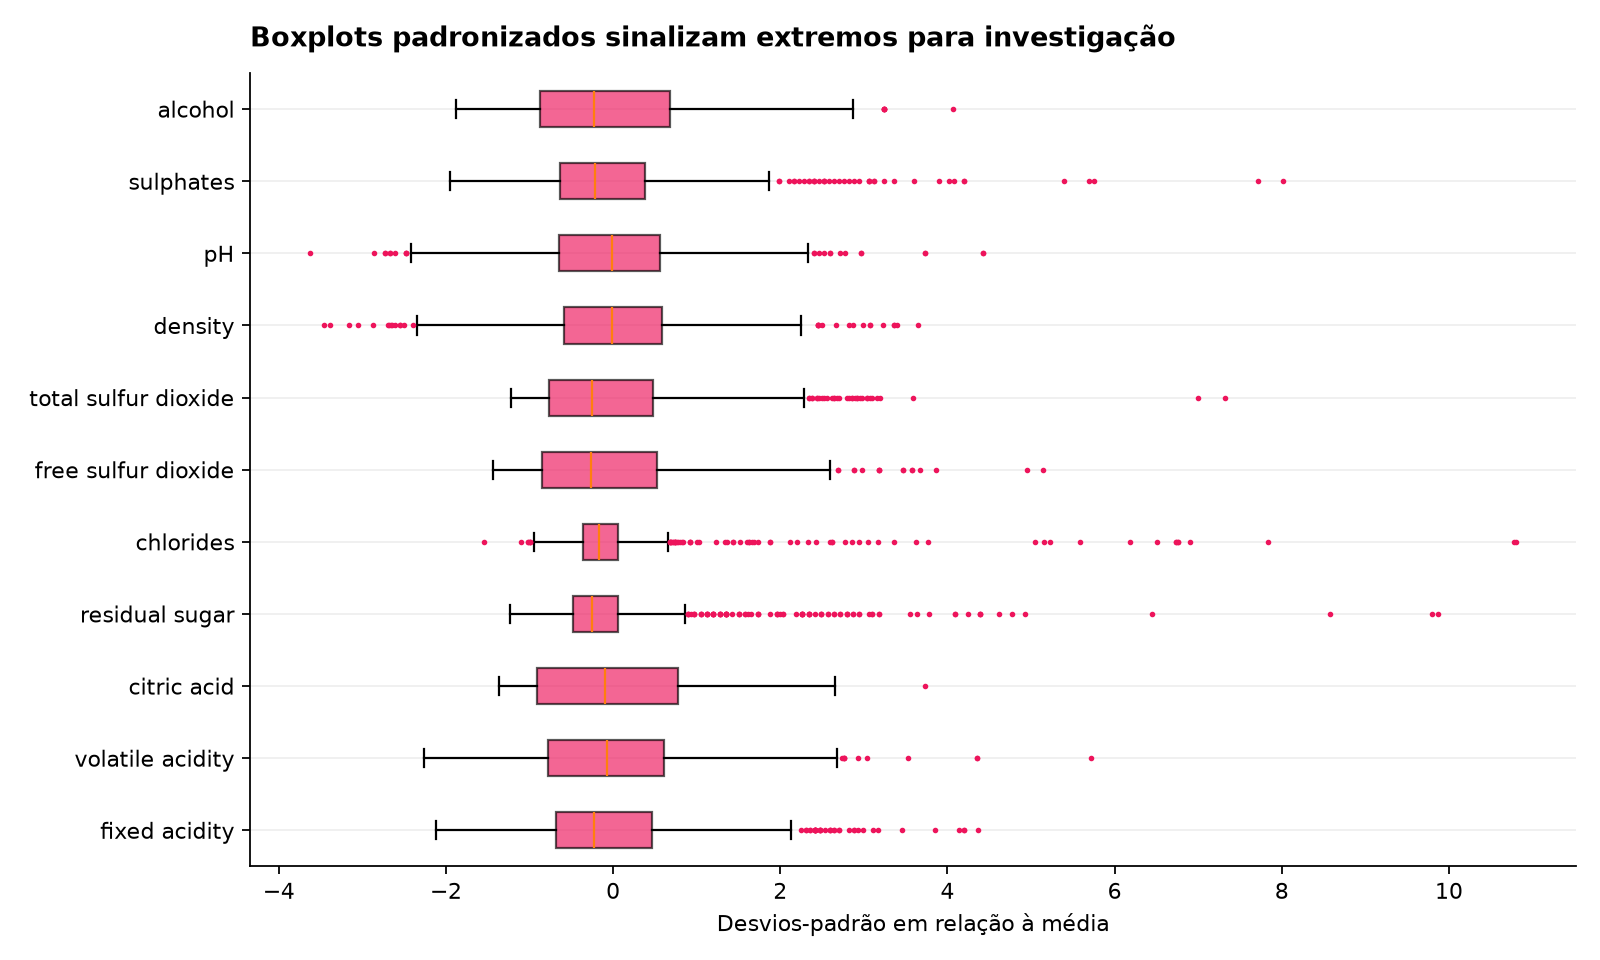 Boxplots padronizados sinalizam extremos para investigação
alcohol
sulphates
pH
density
total sulfur dioxide
free sulfur dioxide
chlorides
residual sugar
citric acid
volatile acidity
fixed acidity
−4 −2 0 2 4 6 8 10
Desvios-padrão em relação à média